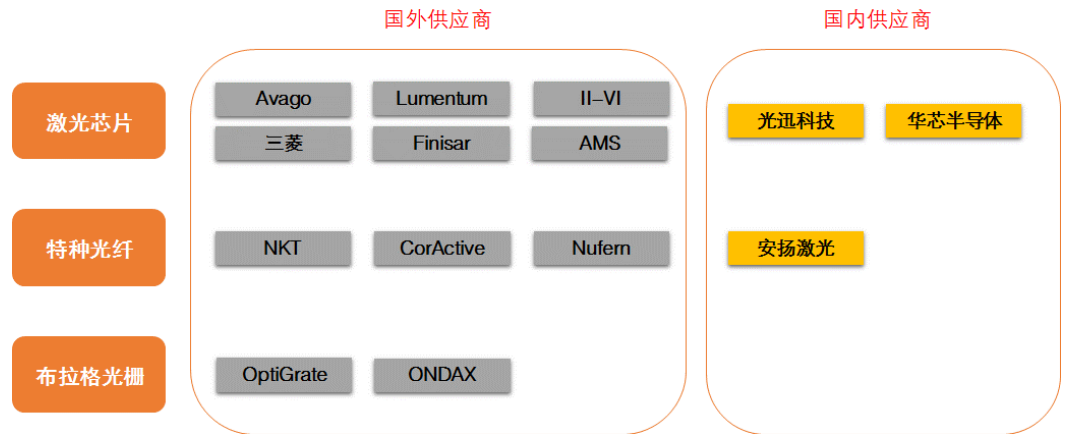 国外供应商 国内供应商
激光芯片
Avago Lumentum II-VI
三菱 Finisar AMS
光迅科技 华芯半导体
特种光纤
NKT CorActive Nufern
安扬激光
布拉格光栅
OptiGrate ONDAX